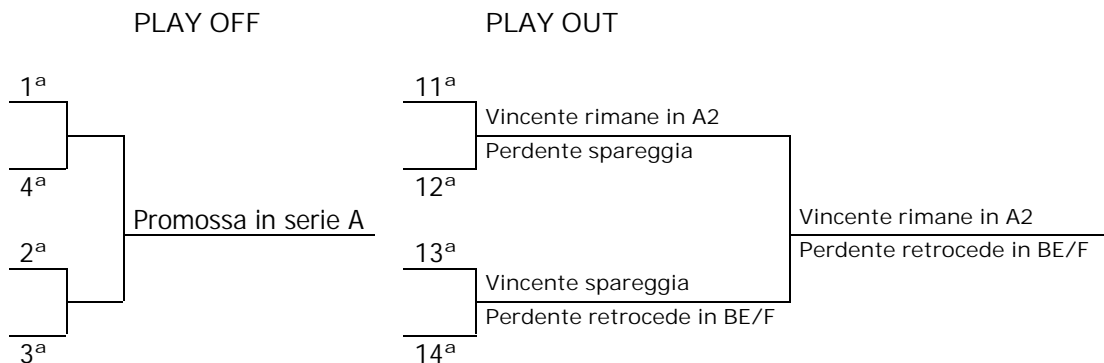 PLAY OFF
PLAY OUT
1ª
4ª
Promossa in serie A
2ª
3ª
11ª
Vincente rimane in A2
Perdente spareggia
12ª
13ª
Vincente spareggia
Perdente retrocede in BE/F
14ª
Vincente rimane in A2
Perdente retrocede in BE/F